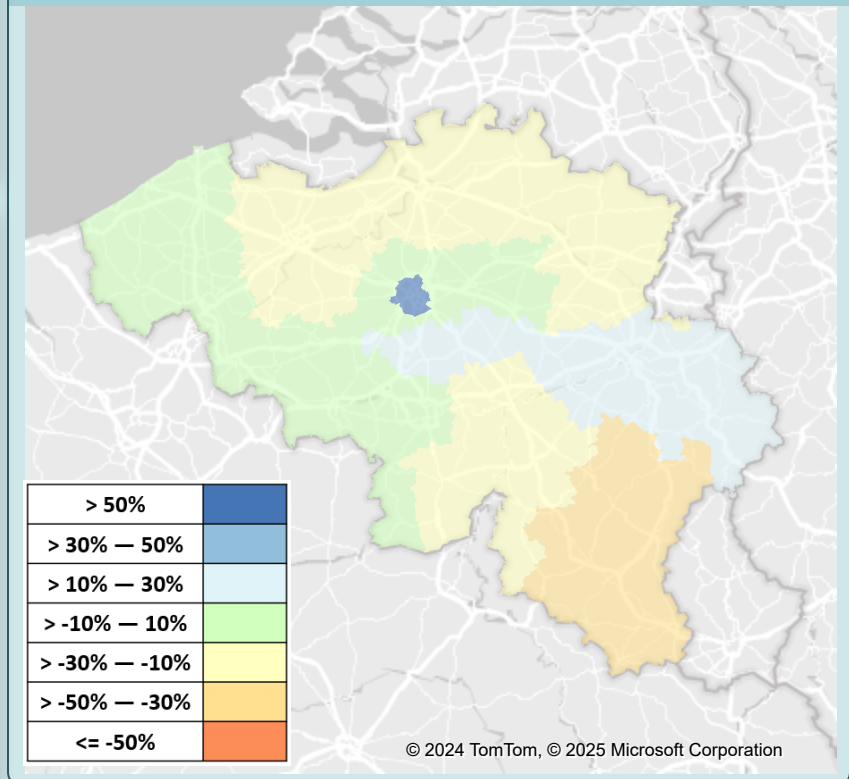 > 50%
> 30% — 50%
> 10% — 30%
> -10% — 10%
> -30% — -10%
> -50% — -30%
<= -50%
© 2024 TomTom, © 2025 Microsoft Corporation